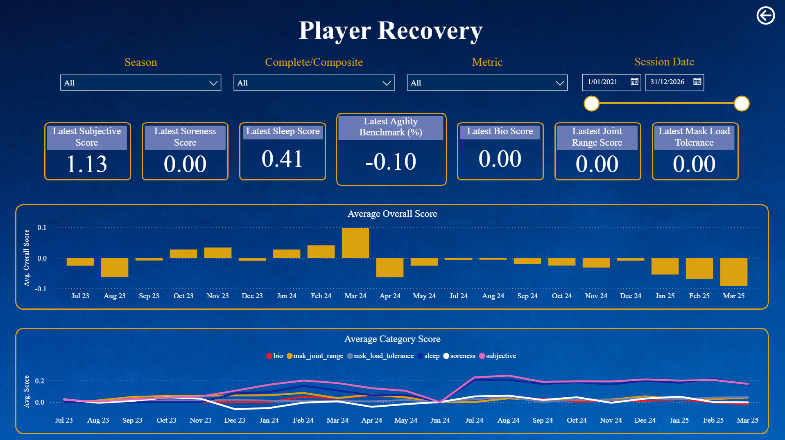 Player Recovery
Season
Complete/Composite
Metric
Session Date
All
All
All
1/01/2021
31/12/2026
Latest Subjective
Score
1.13
Latest Soreness
Score
0.00
Latest Sleep Score
0.41
Latest Agility
Benchmark (%)
-0.10
Latest Bio Score
0.00
Lastest Joint
Range Score
0.00
Latest Mask Load
Tolerance
0.00
Average Overall Score
Avg. Overall Score
0.1
0.0
-0.1
Jul 23 Aug 23 Sep 23 Oct 23 Nov 23 Dec 23 Jan 24 Feb 24 Mar 24 Apr 24 May 24 Jul 24 Aug 24 Sep 24 Oct 24 Nov 24 Dec 24 Jan 25 Feb 25 Mar 25
Average Category Score
bio msk_joint_range msk_load_tolerance sleep soreness subjective
Avg. Score
0.2
0.0
Jul 23 Aug 23 Sep 23 Oct 23 Nov 23 Dec 23 Jan 24 Feb 24 Mar 24 Apr 24 May 24 Jun 24 Jul 24 Aug 24 Sep 24 Oct 24 Nov 24 Dec 24 Jan 25 Feb 25 Mar 25